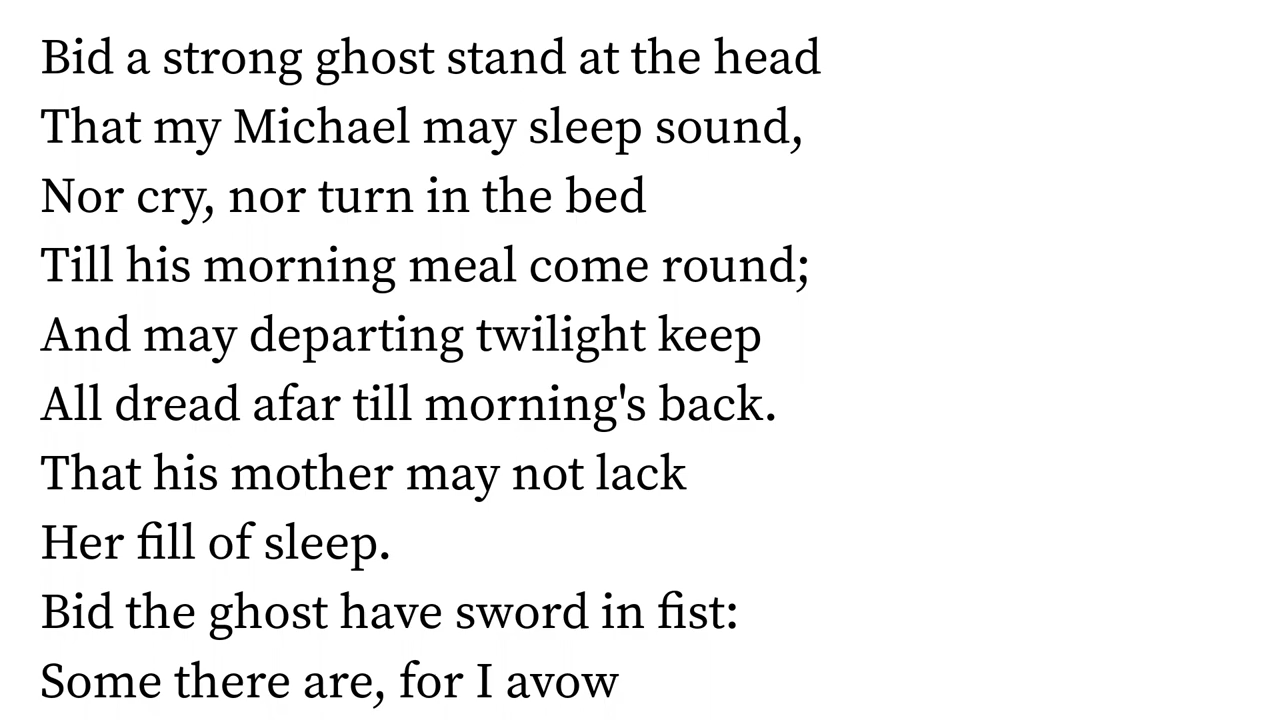 Bid a strong ghost stand at the head
That my Michael may sleep sound,
Nor cry, nor turn in the bed
Till his morning meal come round;
And may departing twilight keep
All dread afar till morning's back.
That his mother may not lack
Her fill of sleep.
Bid the ghost have sword in fist:
Some there are, for I avow